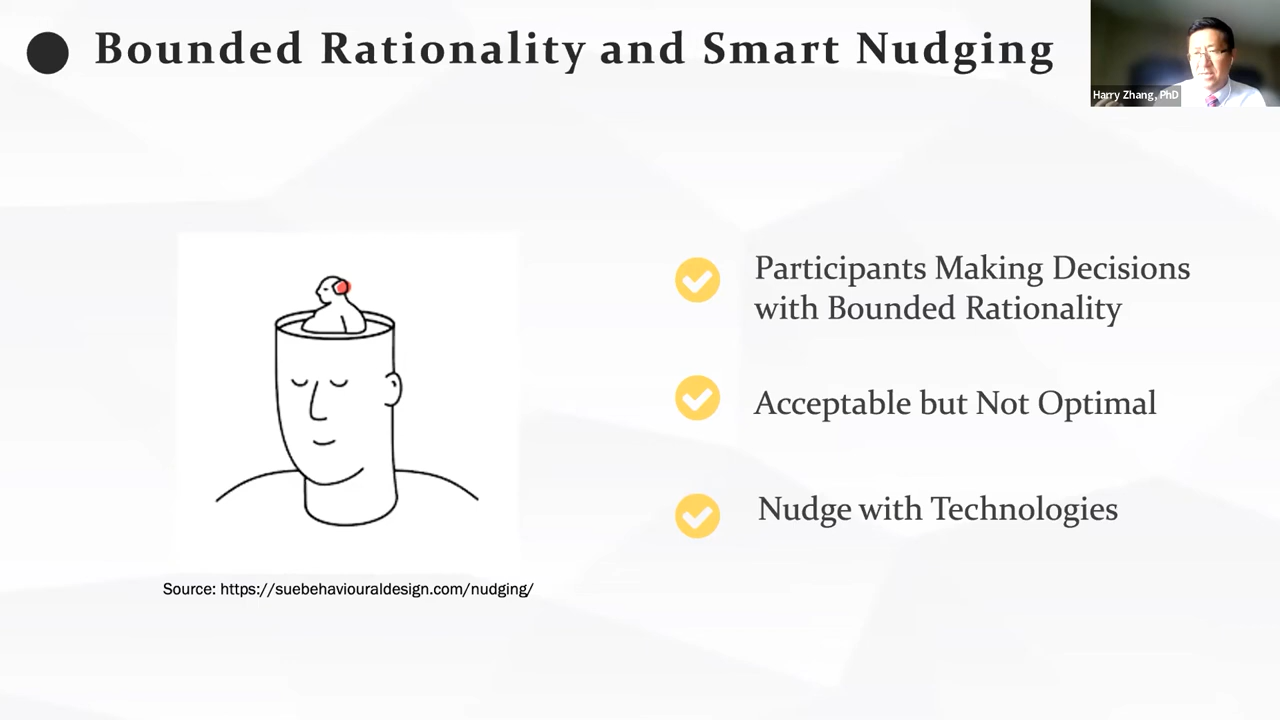 Bounded Rationality and Smart Nudging
Harry Zhang, PhD
Participants Making Decisions
with Bounded Rationality
Acceptable but Not Optimal
Nudge with Technologies
Source: https://suebehaviouraldesign.com/nudging/